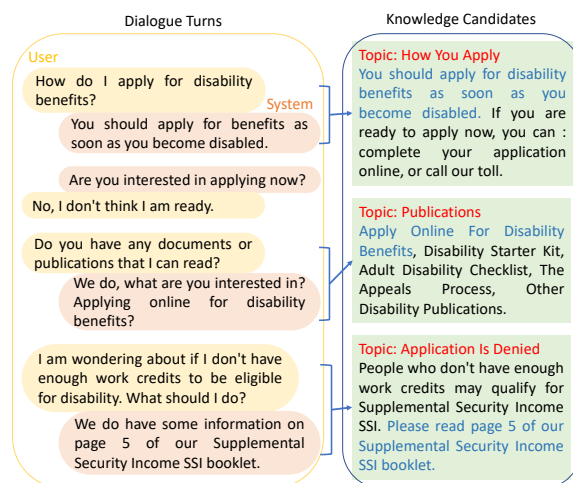 Dialogue Turns
User
How do I apply for disability
benefits?
System
You should apply for benefits as
soon as you become disabled.
Are you interested in applying now?
No, I don't think I am ready.
Do you have any documents or
publications that I can read?
We do, what are you interested in?
Applying online for disability
benefits?
I am wondering about if I don't have
enough work credits to be eligible
for disability. What should I do?
We do have some information on
page 5 of our Supplemental
Security Income SSI booklet.
Knowledge Candidates
Topic: How You Apply
You should apply for disability
benefits as soon as you
become disabled. If you are
ready to apply now, you can :
complete your application
online, or call our toll.
Topic: Publications
Apply Online For Disability
Benefits, Disability Starter Kit,
Adult Disability Checklist, The
Appeals Process, Other
Disability Publications.
Topic: Application Is Denied
People who don't have enough
work credits may qualify for
Supplemental Security Income
SSI. Please read page 5 of our
Supplemental Security Income
SSI booklet.